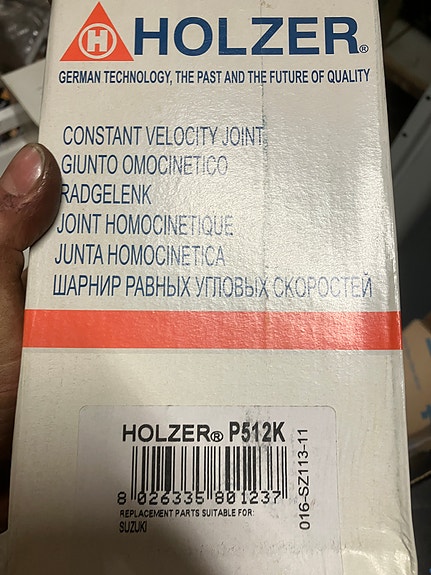 H HOLZER®
GERMAN TECHNOLOGY, THE PAST AND THE FUTURE OF QUALITY
CONSTANT VELOCITY JOINT
GIUNTO OMOCINETICO
RADGELENK
JOINT HOMOCINETIQUE
JUNTA HOMOCINETICA
ШАРНИР РАВНЫХ УГЛОВЫХ СКОРОСТЕЙ
HOLZER® P512K
8 026335 801237
REPLACEMENT PARTS SUITABLE FOR:
SUZUKI
016-SZ113-11